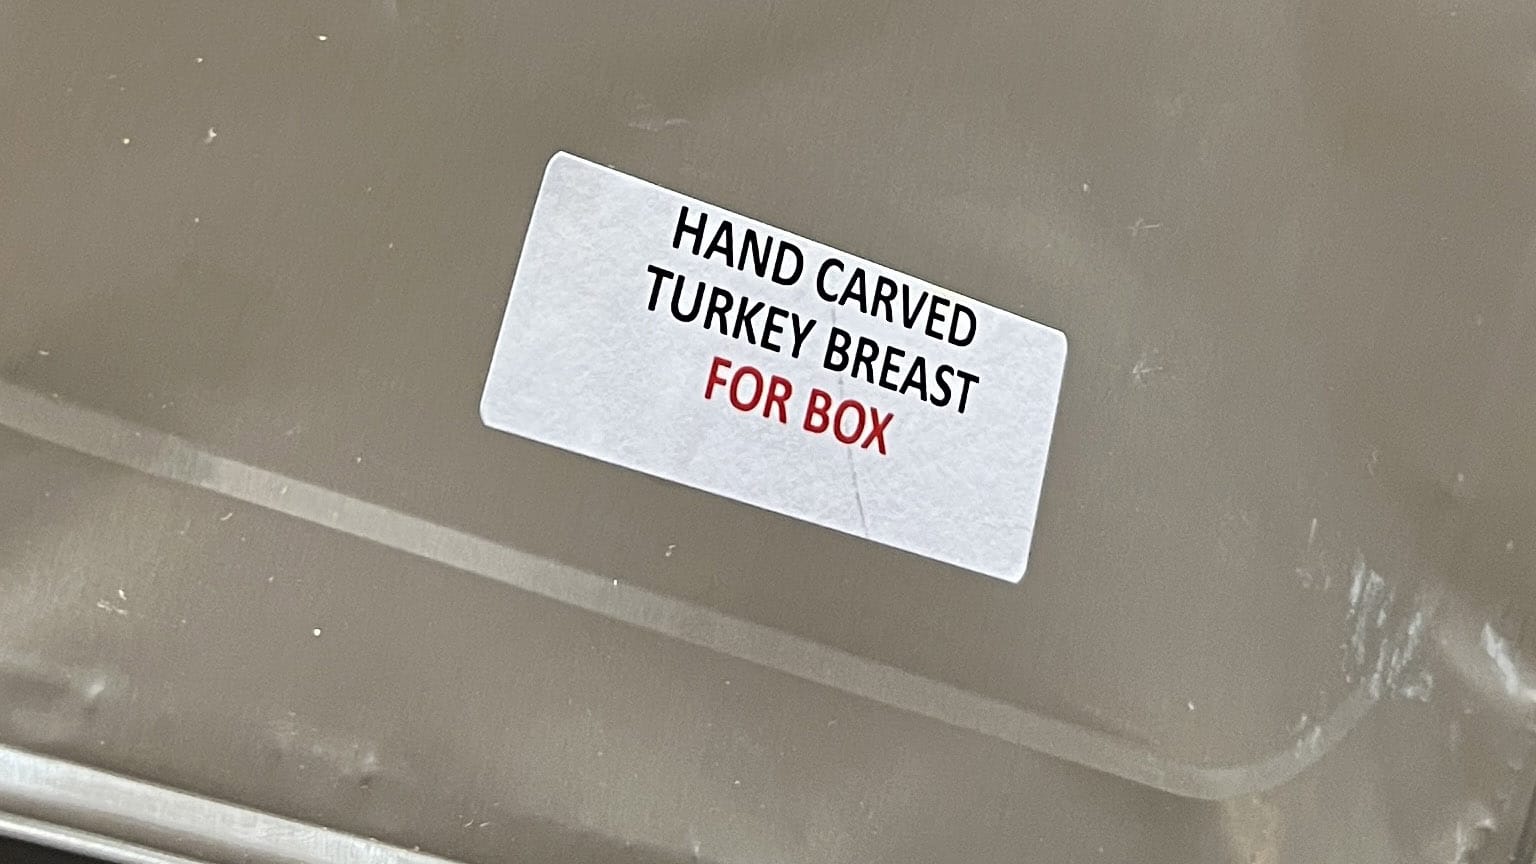 HAND CARVED
TURKEY BREAST
FOR BOX